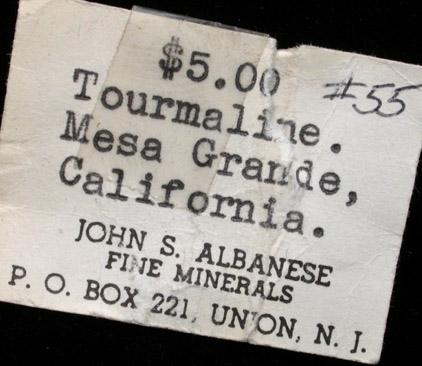 $5.00
#55
Tourmaline.
Mesa Grande,
California.
JOHN S. ALBANESE
FINE MINERALS
P. O. BOX 221, UNION, N. J.